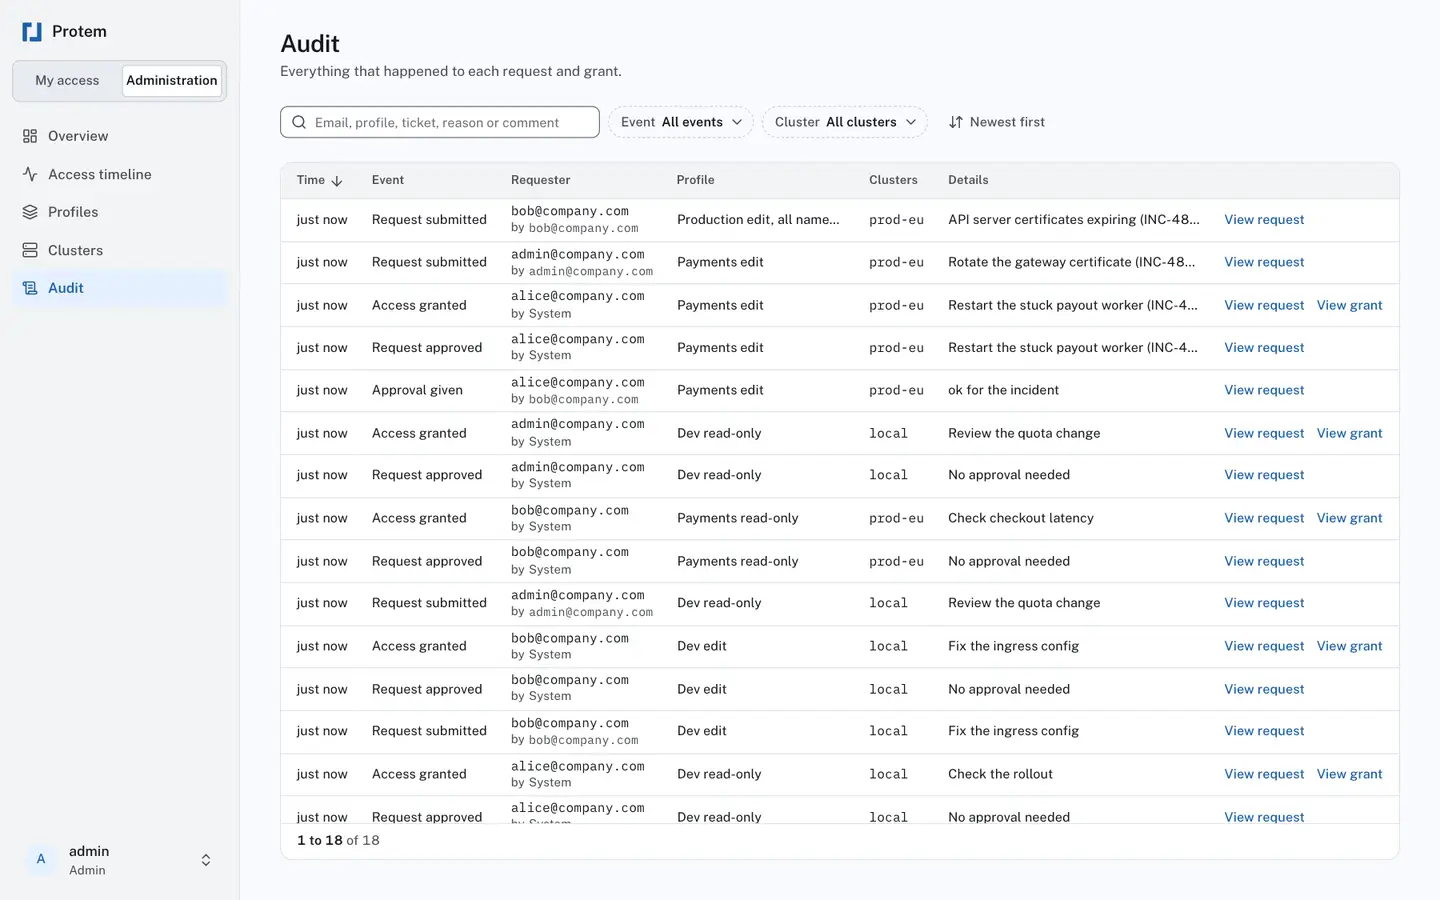 Protem
My access Administration
Overview
Access timeline
Profiles
Clusters
Audit
admin
A
Admin
Audit
Everything that happened to each request and grant.
Email, profile, ticket, reason or comment Event All events Cluster All clusters Newest first
Time Event Requester Profile Clusters Details
just now Request submitted bob@company.com by bob@company.com Production edit, all name... prod-eu API server certificates expiring (INC-48... View request
just now Request submitted admin@company.com by admin@company.com Payments edit prod-eu Rotate the gateway certificate (INC-48... View request
just now Access granted alice@company.com by System Payments edit prod-eu Restart the stuck payout worker (INC-4... View request View grant
just now Request approved alice@company.com by System Payments edit prod-eu Restart the stuck payout worker (INC-4... View request
just now Approval given alice@company.com by bob@company.com Payments edit prod-eu ok for the incident View request
just now Access granted admin@company.com by System Dev read-only local Review the quota change View request View grant
just now Request approved admin@company.com by System Dev read-only local No approval needed View request
just now Access granted bob@company.com by System Payments read-only prod-eu Check checkout latency View request View grant
just now Request approved bob@company.com by System Payments read-only prod-eu No approval needed View request
just now Request submitted admin@company.com by admin@company.com Dev read-only local Review the quota change View request
just now Access granted bob@company.com by System Dev edit local Fix the ingress config View request View grant
just now Request approved bob@company.com by System Dev edit local No approval needed View request
just now Request submitted bob@company.com by bob@company.com Dev edit local Fix the ingress config View request
just now Access granted alice@company.com by System Dev read-only local Check the rollout View request View grant
just now Request approved alice@company.com by System Dev read-only local No approval needed View request
1 to 18 of 18